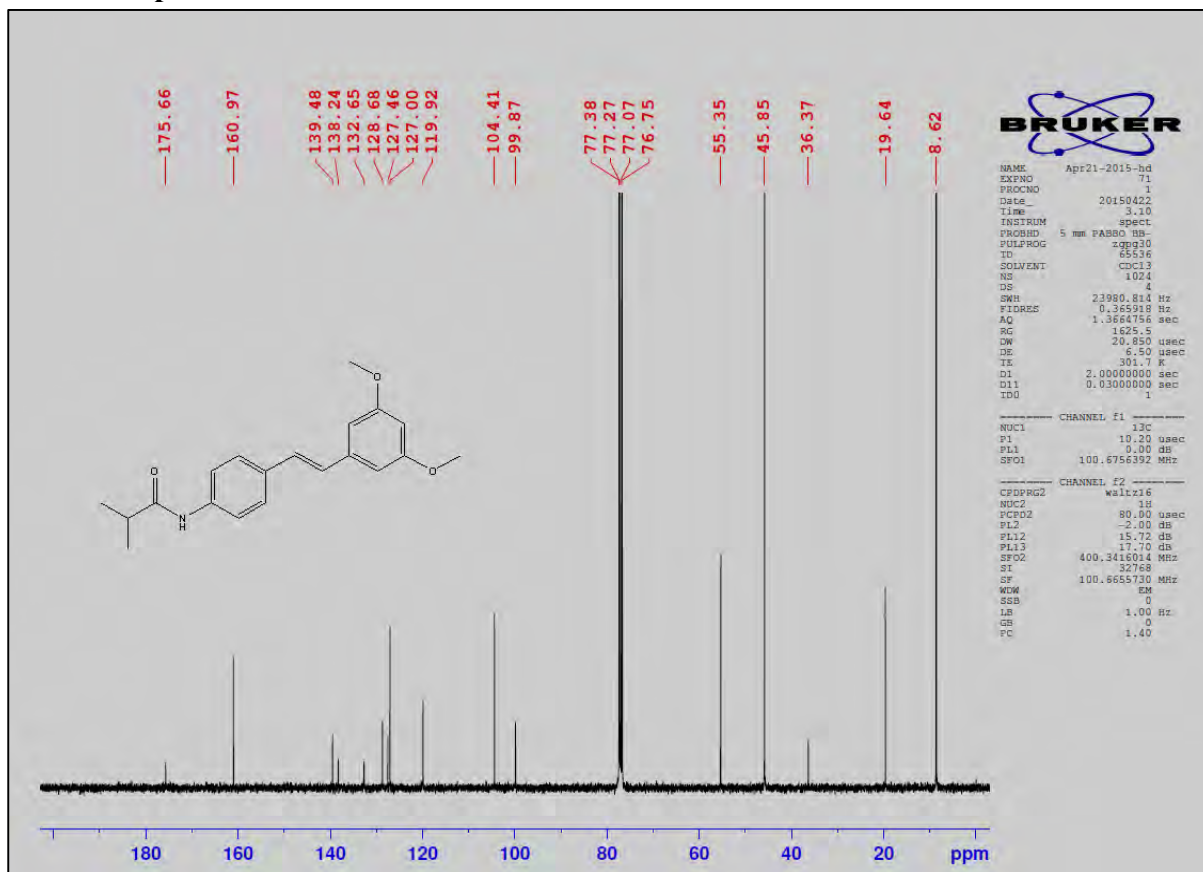 175.66
160.97
139.48
138.24
132.65
128.68
127.46
127.00
119.92
104.41
99.87
77.38
77.27
77.07
76.75
55.35
45.85
36.37
19.64
8.62
BRUKER
NAME Apr21-2015-hd
EXPNO 71
PROCNO 1
Date_ 20150422
Time 3.10
INSTRUM spect
PROBHD 5 mm PABBO BB-
PULPROG zgpg30
TD 65536
SOLVENT CDCl3
NS 1024
DS 4
SWH 23980.814 Hz
FIDRES 0.365918 Hz
AQ 1.3664756 sec
RG 1625.5
DW 20.850 usec
DE 6.50 usec
TE 301.7 K
D1 2.00000000 sec
D11 0.03000000 sec
TD0 1
CHANNEL f1
NUC1 13C
P1 10.20 usec
PL1 0.00 dB
SFO1 100.6756392 MHz
CHANNEL f2
CPDPRG2 waltz16
NUC2 1H
PCPD2 80.00 usec
PL2 -2.00 dB
PL12 15.72 dB
PL13 17.70 dB
SFO2 400.3416014 MHz
SI 32768
SF 100.6655730 MHz
WDW EM
SSB 0
LB 1.00 Hz
GB 0
PC 1.40
O
O
O
N
H
180 160 140 120 100 80 60 40 20 ppm